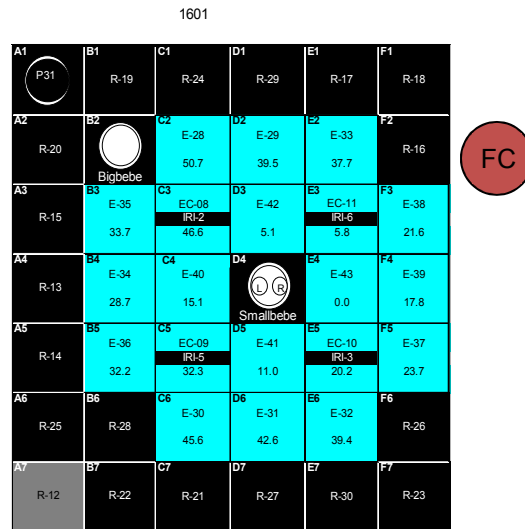 1601
A1 B1 C1 D1 E1 F1
P31 R-19 R-24 R-29 R-17 R-18
A2 B2 C2 D2 E2 F2
R-20 E-28 E-29 E-33 R-16
50.7 39.5 37.7
Bigbebe
FC
A3 B3 C3 D3 E3 F3
R-15 E-35 EC-08 E-42 EC-11 E-38
IRI-2 IRI-6
33.7 46.6 5.1 5.8 21.6
A4 B4 C4 D4 E4 F4
R-13 E-34 E-40 L R E-43 E-39
28.7 15.1 0.0 17.8
Smallbebe
A5 B5 C5 D5 E5 F5
R-14 E-36 EC-09 E-41 EC-10 E-37
IRI-5 IRI-3
32.2 32.3 11.0 20.2 23.7
A6 B6 C6 D6 E6 F6
R-25 R-28 E-30 E-31 E-32 R-26
45.6 42.6 39.4
A7 B7 C7 D7 E7 F7
R-12 R-22 R-21 R-27 R-30 R-23